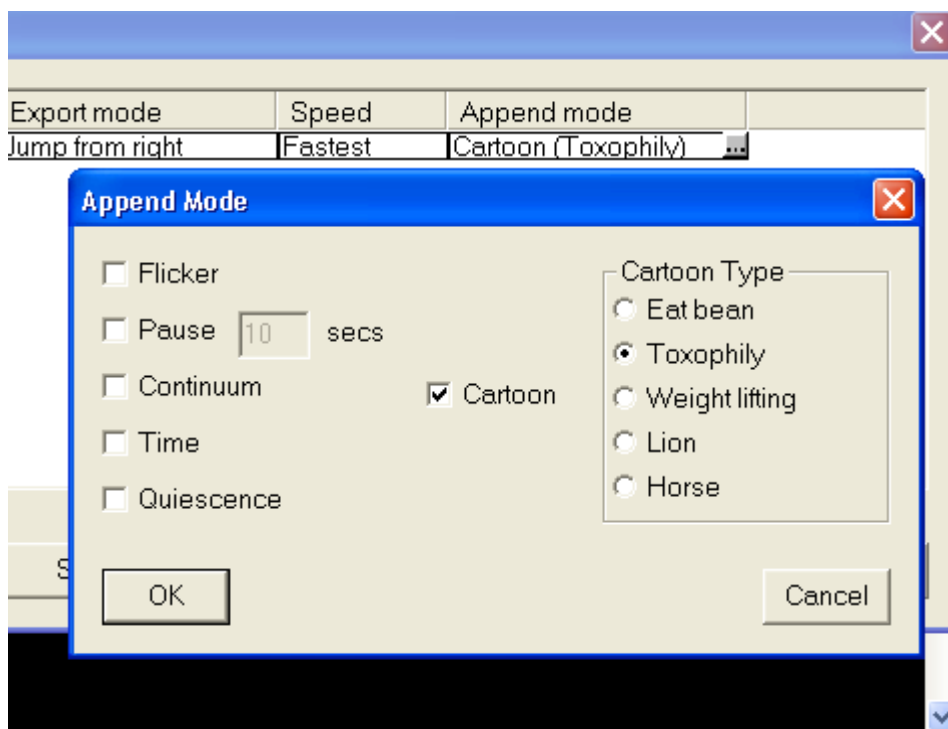 Export mode Speed Append mode
Jump from right Fastest Cartoon (Toxophily) ...
Append Mode
Flicker
Pause 10 secs
Continuum
Cartoon
Time
Quiescence
Cartoon Type
Eat bean
Toxophily
Weight lifting
Lion
Horse
S
OK Cancel